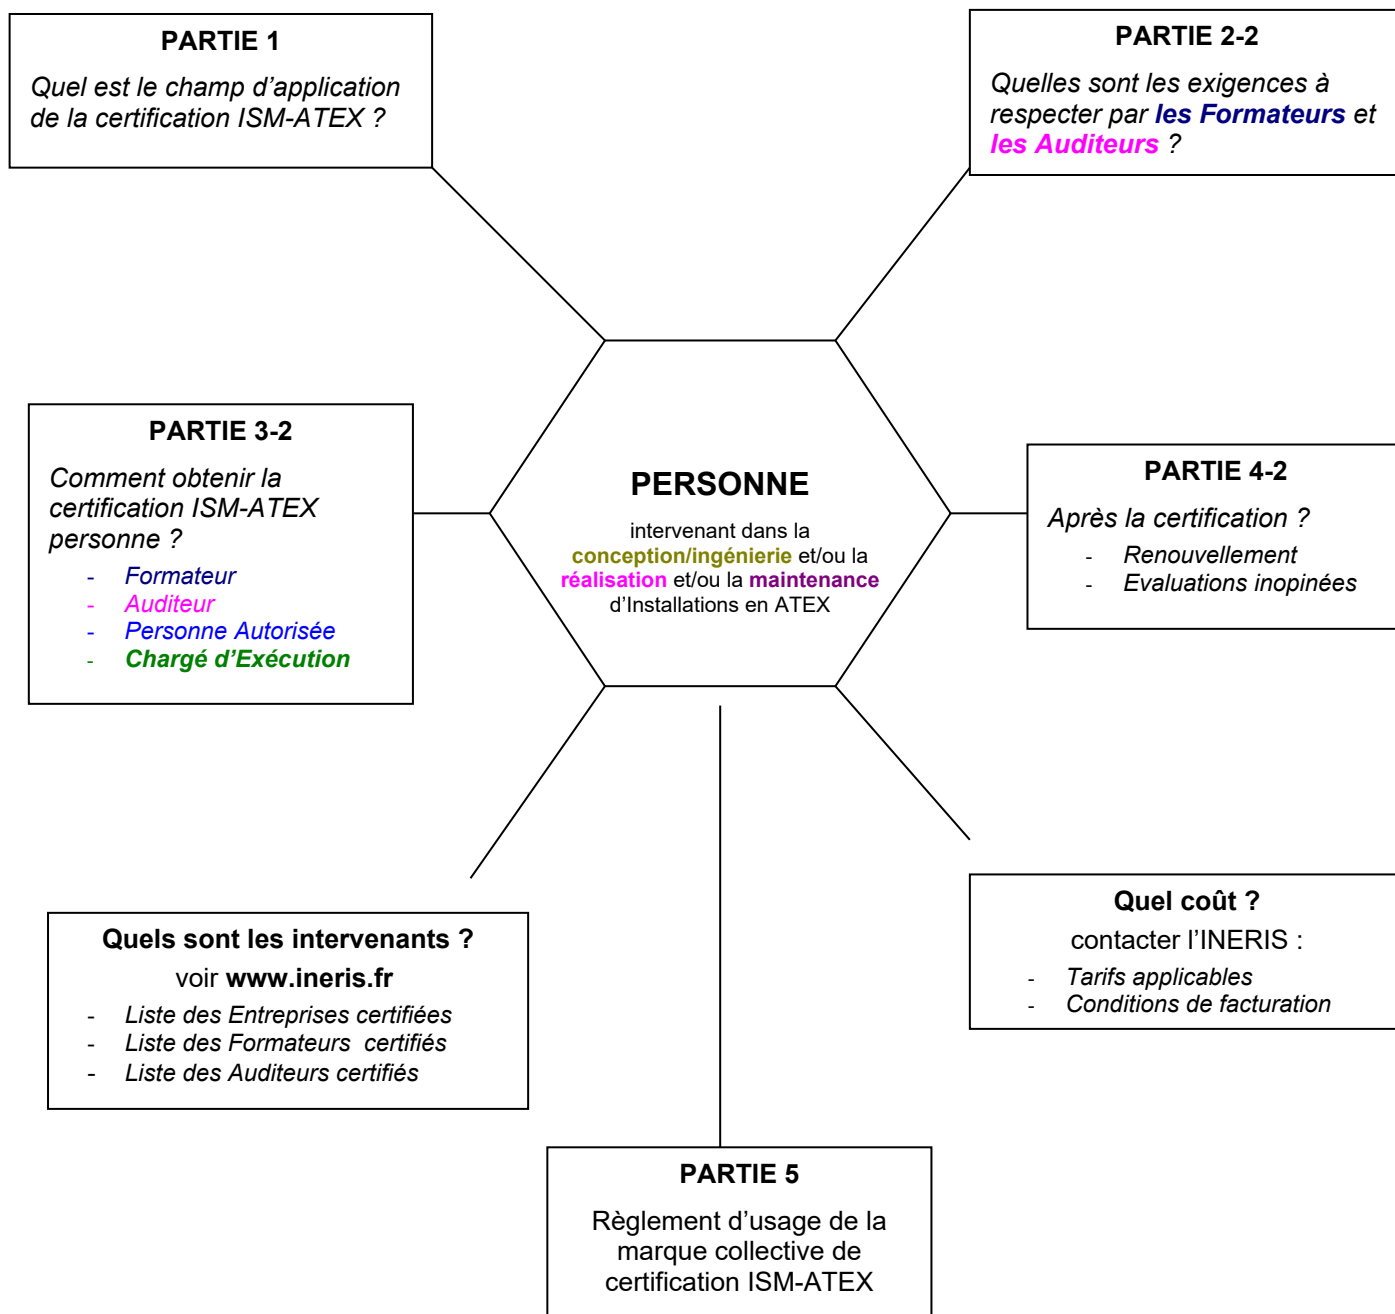 PARTIE 1
Quel est le champ d’application
de la certification ISM-ATEX ?
PARTIE 2-2
Quelles sont les exigences à
respecter par les Formateurs et
les Auditeurs ?
PARTIE 3-2
Comment obtenir la
certification ISM-ATEX
personne ?
- Formateur
- Auditeur
- Personne Autorisée
- Chargé d’Exécution
PERSONNE
intervenant dans la
conception/ingénierie et/ou la
réalisation et/ou la maintenance
d’Installations en ATEX
PARTIE 4-2
Après la certification ?
- Renouvellement
- Evaluations inopinées
Quels sont les intervenants ?
voir www.ineris.fr
- Liste des Entreprises certifiées
- Liste des Formateurs certifiés
- Liste des Auditeurs certifiés
Quel coût ?
contacter l’INERIS :
- Tarifs applicables
- Conditions de facturation
PARTIE 5
Règlement d’usage de la
marque collective de
certification ISM-ATEX